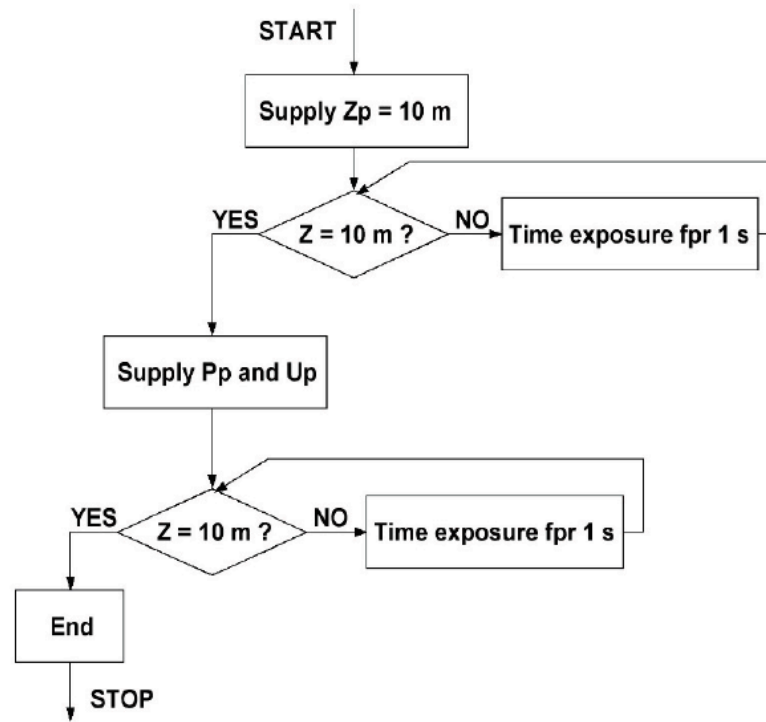 START
Supply Zp = 10 m
YES
Z = 10 m ?
NO
Time exposure fpr 1 s
Supply Pp and Up
YES
Z = 10 m ?
NO
Time exposure fpr 1 s
End
STOP